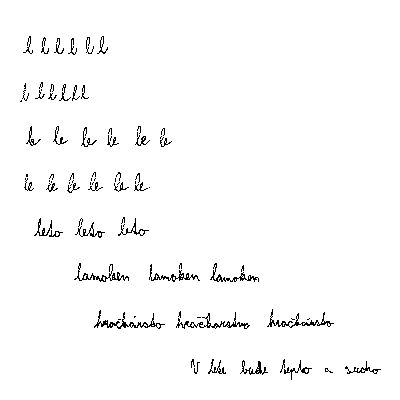 l l l l l l
l l l l l l
le le le le le le
le le le le le le
leto leto leto
lamoken lamoken lamoken
hračkárstvo hračkárstvo hračkárstvo
V lete bude teplo a sucho